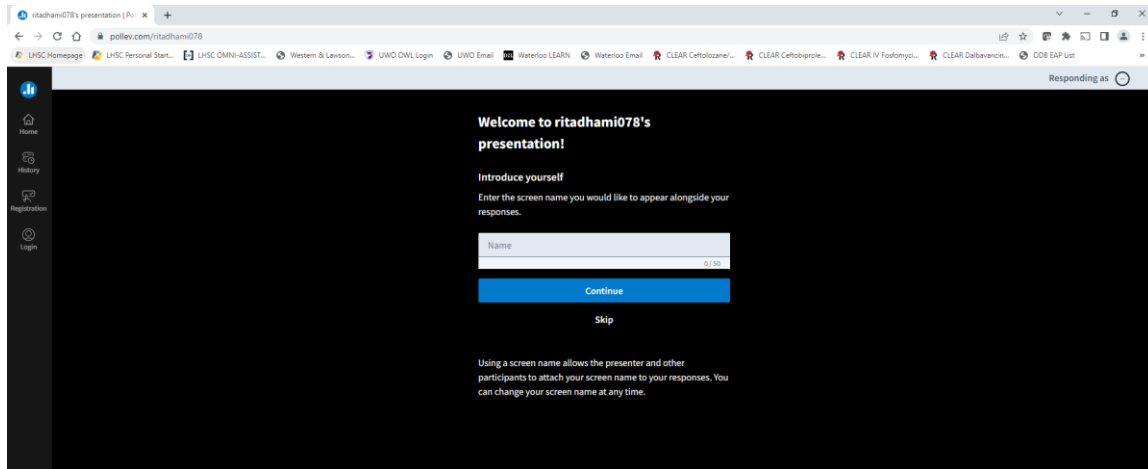 ritadhami078's presentation | Pol
pollev.com/ritadhami078
LHSC Homepage LHSC Personal Start... LHSC OMNI-ASSIST... Western & Lawson... UWO OWL Login UWO Email Waterloo LEARN Waterloo Email CLEAR Ceftolozane/... CLEAR Ceftobiprole... CLEAR IV Fosfomyci... CLEAR Dalbavancin... ODB EAP List »
Responding as
Home
History
Registration
Login
Welcome to ritadhami078's
presentation!
Introduce yourself
Enter the screen name you would like to appear alongside your
responses.
Name
0 / 50
Continue
Skip
Using a screen name allows the presenter and other
participants to attach your screen name to your responses. You
can change your screen name at any time.